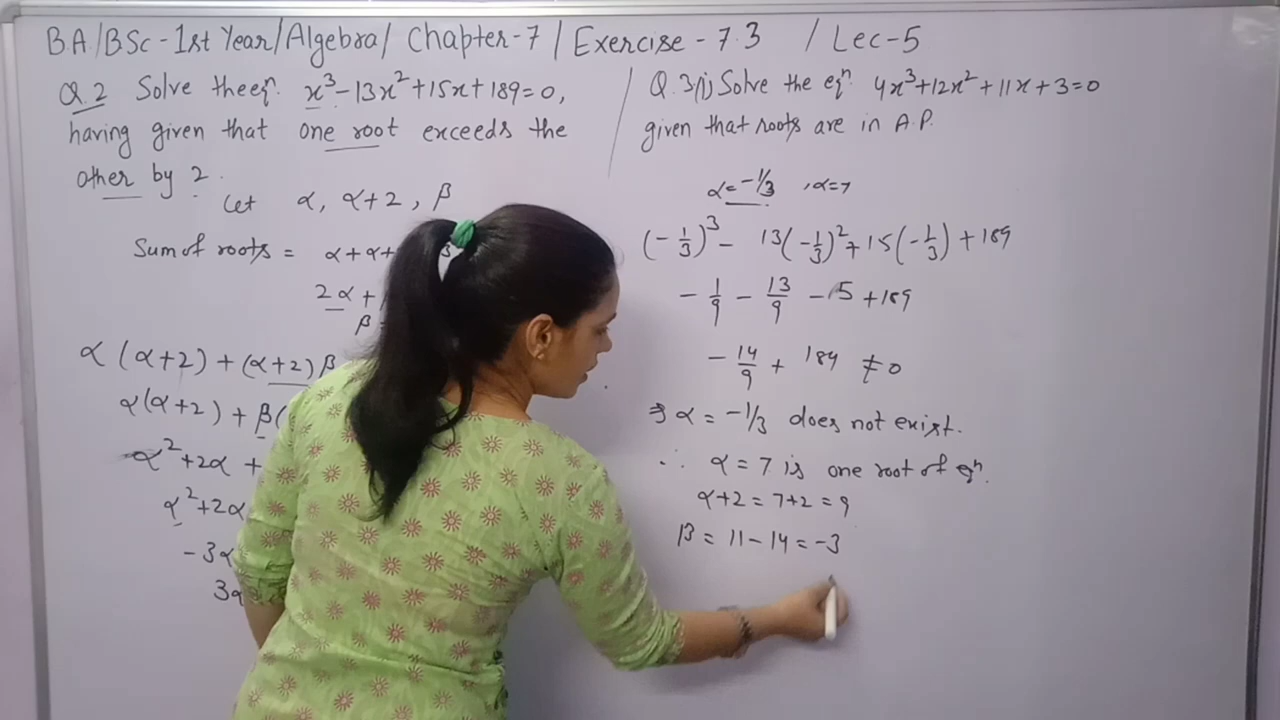 BA/BSc-1st Year/Algebra/ Chapter-7 / Exercise-7.3 / Lec-5
Q.2 Solve the eqⁿ. x³-13x²+15x+189=0,
having given that one root exceeds the
other by 2.
Let α, α+2, β
Sum of roots = α+α+
2α+
β
α(α+2)+(α+2)β
α(α+2)+β(
α²+2α+
α²+2α
-3α
3α
Q.3(i) Solve the eqⁿ. 4x³+12x²+11x+3=0
given that roots are in A.P.
α=-1/3 , α=7
(-1/3)³- 13(-1/3)²+15(-1/3)+189
-1/9 - 13/9 - 5 + 189
-14/9 + 184 ≠ 0
⇒ α = -1/3 does not exist.
∴ α=7 is one root of eqⁿ.
α+2=7+2=9
β = 11-14=-3